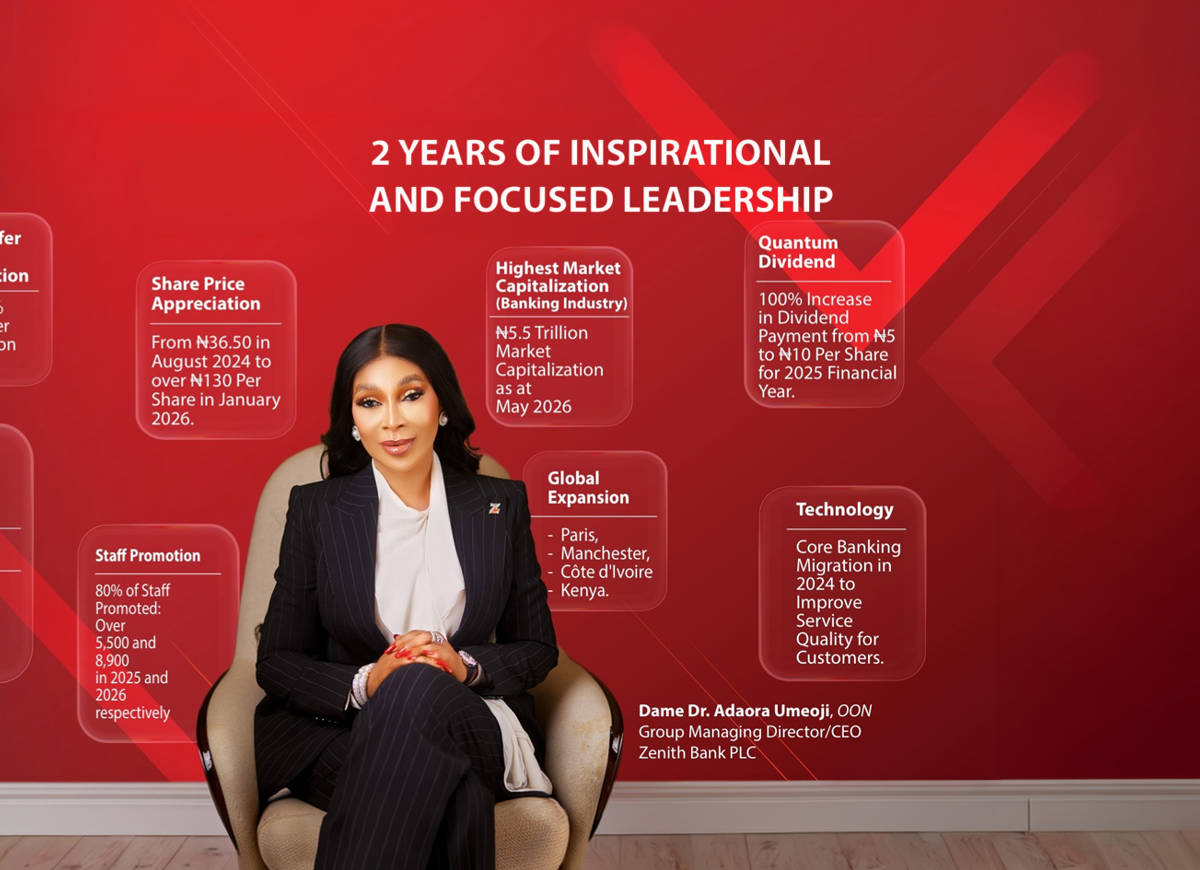 2 YEARS OF INSPIRATIONAL
AND FOCUSED LEADERSHIP
Share Price
Appreciation
From ₦36.50 in
August 2024 to
over ₦130 Per
Share in January
2026.
Highest Market
Capitalization
(Banking Industry)
₦5.5 Trillion
Market
Capitalization
as at
May 2026
Quantum
Dividend
100% Increase
in Dividend
Payment from ₦5
to ₦10 Per Share
for 2025 Financial
Year.
Staff Promotion
80% of Staff
Promoted:
Over
5,500 and
8,900
in 2025 and
2026
respectively
Global
Expansion
- Paris,
- Manchester,
- Côte d'Ivoire
- Kenya.
Technology
Core Banking
Migration in
2024 to
Improve
Service
Quality for
Customers.
Dame Dr. Adaora Umeoji, OON
Group Managing Director/CEO
Zenith Bank PLC